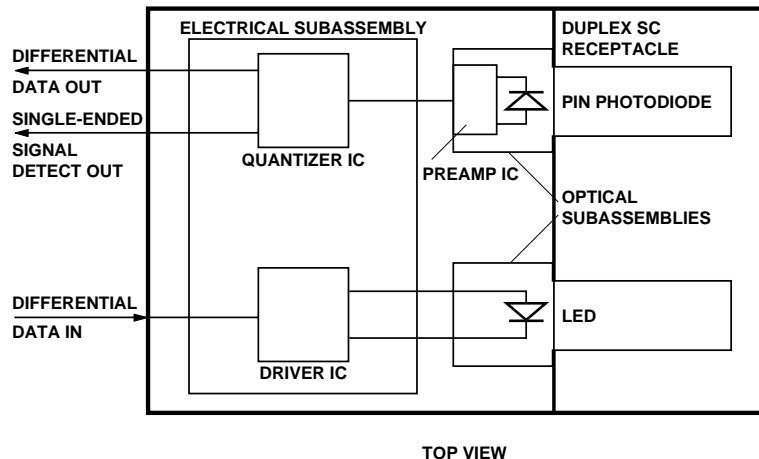 ELECTRICAL SUBASSEMBLY
DUPLEX SC
RECEPTACLE
DIFFERENTIAL
DATA OUT
SINGLE-ENDED
SIGNAL
DETECT OUT
QUANTIZER IC
PREAMP IC
PIN PHOTODIODE
OPTICAL
SUBASSEMBLIES
DIFFERENTIAL
DATA IN
DRIVER IC
LED
TOP VIEW